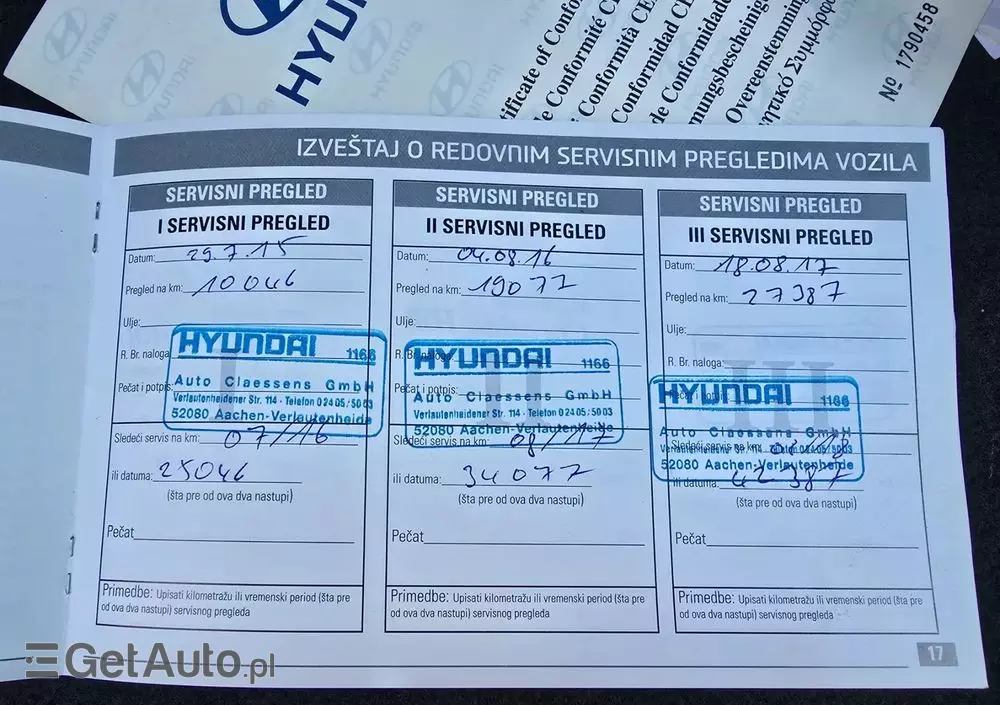 HYUNDAI
Certificate of Conformity
de Conformité CE
Conformità CE
Conformidad CE
de Conformidade
Overeenstemming
Nº 1790458
IZVEŠTAJ O REDOVNIM SERVISNIM PREGLEDIMA VOZILA
SERVISNI PREGLED
I SERVISNI PREGLED
Datum: 29.7.15
Pregled na km: 10046
Ulje:
R. Br. naloga
HYUNDAI 1166
Pečat i potpis:
Auto Claessens GmbH
Verlautenheidener Str. 114 - Telefon 0 24 05 / 50 03
52080 Aachen-Verlautenheide
Sledeći servis na km: 07/16
ili datuma: 25046
(šta pre od ova dva nastupi)
Pečat
Primedbe: Upisati kilometražu ili vremenski period (šta pre
od ova dva nastupi) servisnog pregleda
SERVISNI PREGLED
II SERVISNI PREGLED
Datum: 04.08.16
Pregled na km: 19077
Ulje:
R. Br. naloga:
HYUNDAI 1166
Pečat i potpis:
Auto Claessens GmbH
Verlautenheidener Str. 114 - Telefon 0 24 05 / 50 03
52080 Aachen-Verlautenheide
Sledeći servis na km: 08/17
ili datuma: 34077
(šta pre od ova dva nastupi)
Pečat
Primedbe: Upisati kilometražu ili vremenski period (šta pre
od ova dva nastupi) servisnog pregleda
SERVISNI PREGLED
III SERVISNI PREGLED
Datum: 18.08.17
Pregled na km: 27387
Ulje:
R. Br. naloga:
HYUNDAI 1166
Auto Claessens GmbH
Sledeći servis na km: 08/18
52080 Aachen-Verlautenheide
ili datuma: 42387
(šta pre od ova dva nastupi)
Pečat
Primedbe: Upisati kilometražu ili vremenski period (šta pre
od ova dva nastupi) servisnog pregleda
17
GetAuto.pl